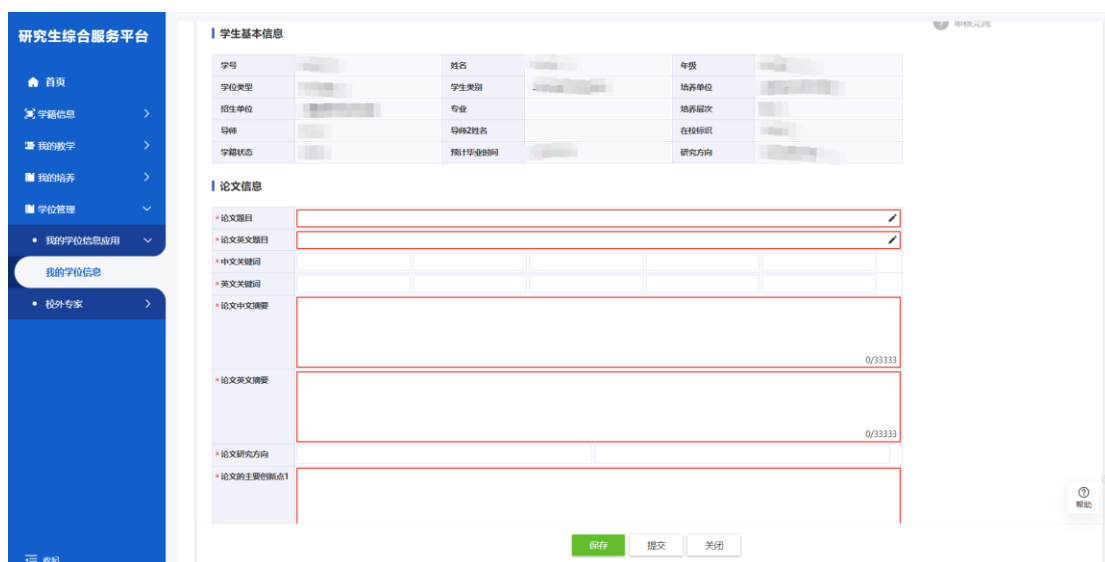 研究生综合服务平台
首页
学籍信息
我的教学
我的培养
学位管理
我的学位信息应用
我的学位信息
校外专家
收起
审核完成
学生基本信息
学号 姓名 年级
学位类型 学生类别 培养单位
招生单位 专业 培养层次
导师 导师2姓名 在校标识
学籍状态 预计毕业时间 研究方向
论文信息
*论文题目
*论文英文题目
*中文关键词
*英文关键词
*论文中文摘要
0/33333
*论文英文摘要
0/33333
*论文研究方向
*论文的主要创新点1
保存 提交 关闭
帮助